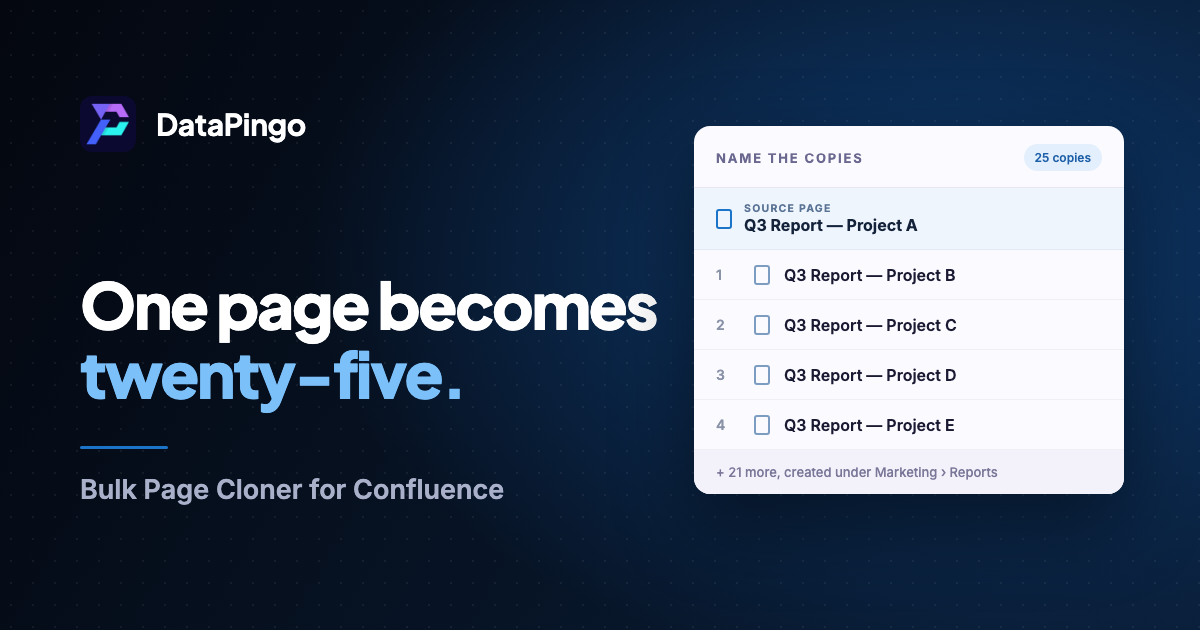 DataPingo
One page becomes
twenty-five.
Bulk Page Cloner for Confluence
NAME THE COPIES
25 copies
SOURCE PAGE
Q3 Report — Project A
1 Q3 Report — Project B
2 Q3 Report — Project C
3 Q3 Report — Project D
4 Q3 Report — Project E
+ 21 more, created under Marketing › Reports